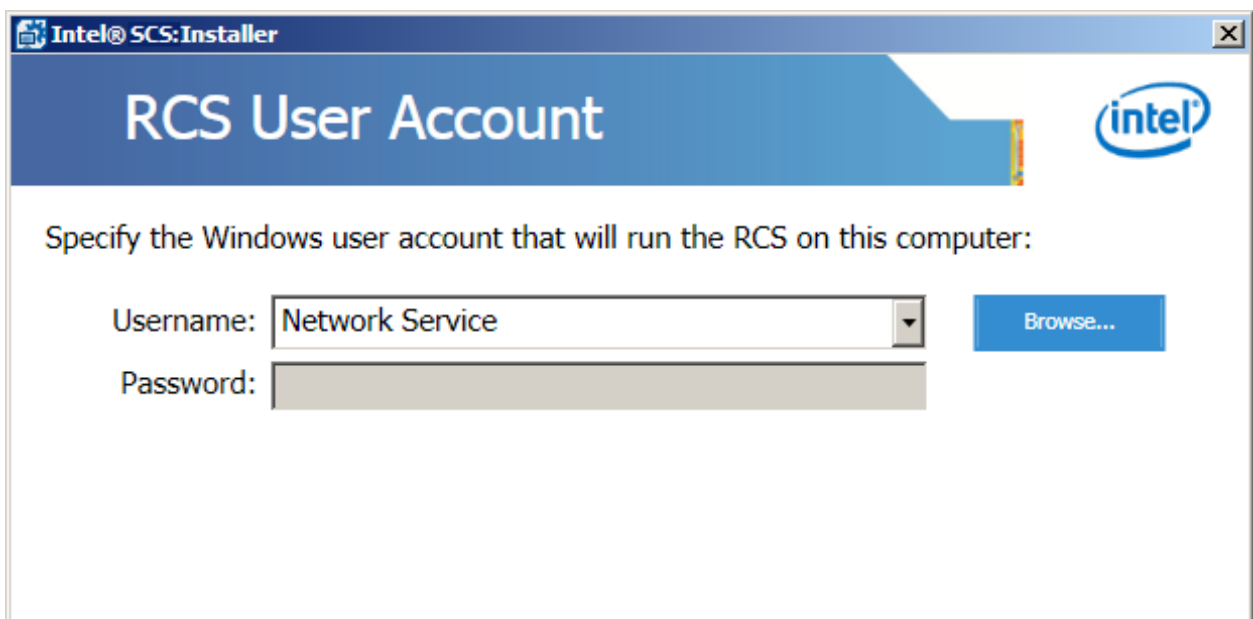 Intel® SCS:Installer
RCS User Account
intel®
Specify the Windows user account that will run the RCS on this computer:
Username: Network Service Browse...
Password: